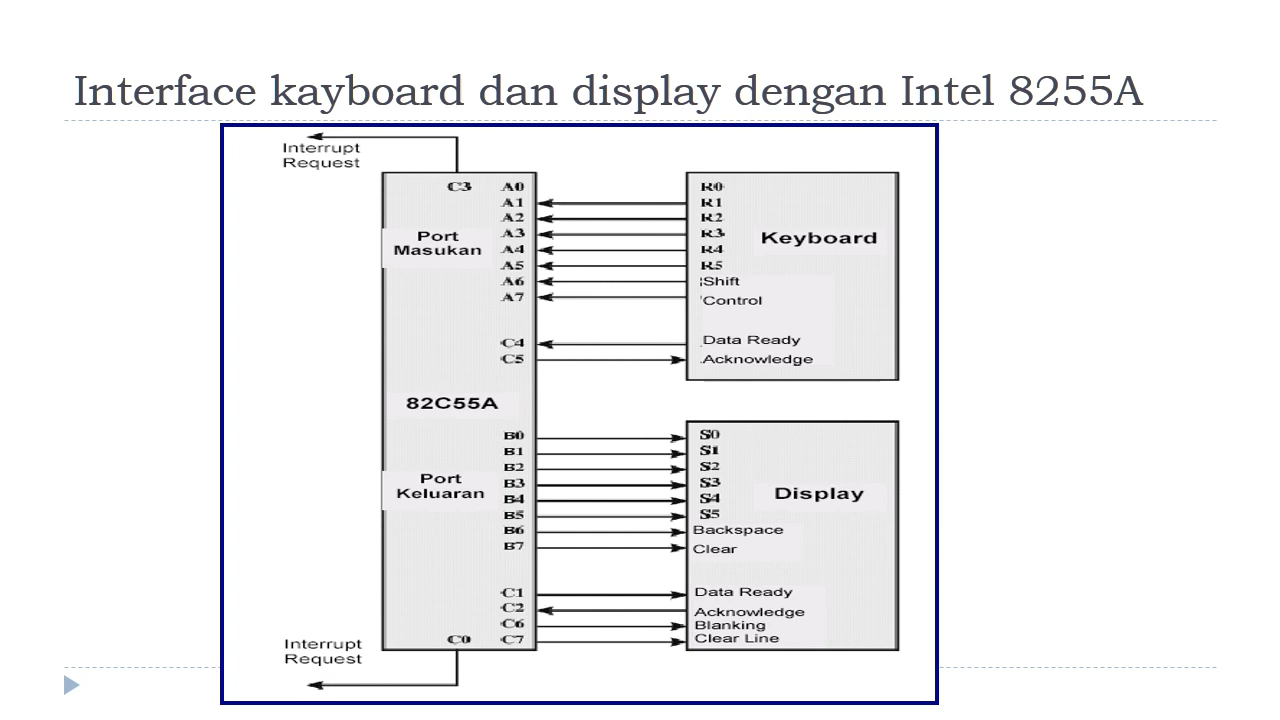 Interface kayboard dan display dengan Intel 8255A
Interrupt
Request
C3 A0
A1
A2
A3
A4
A5
A6
A7
Port
Masukan
C4
C5
82C55A
B0
B1
B2
B3
B4
B5
B6
B7
Port
Keluaran
C1
C2
C6
C0 C7
Interrupt
Request
R0
R1
R2
R3
R4
R5
Shift
Control
Keyboard
Data Ready
Acknowledge
S0
S1
S2
S3
S4
S5
Backspace
Clear
Display
Data Ready
Acknowledge
Blanking
Clear Line